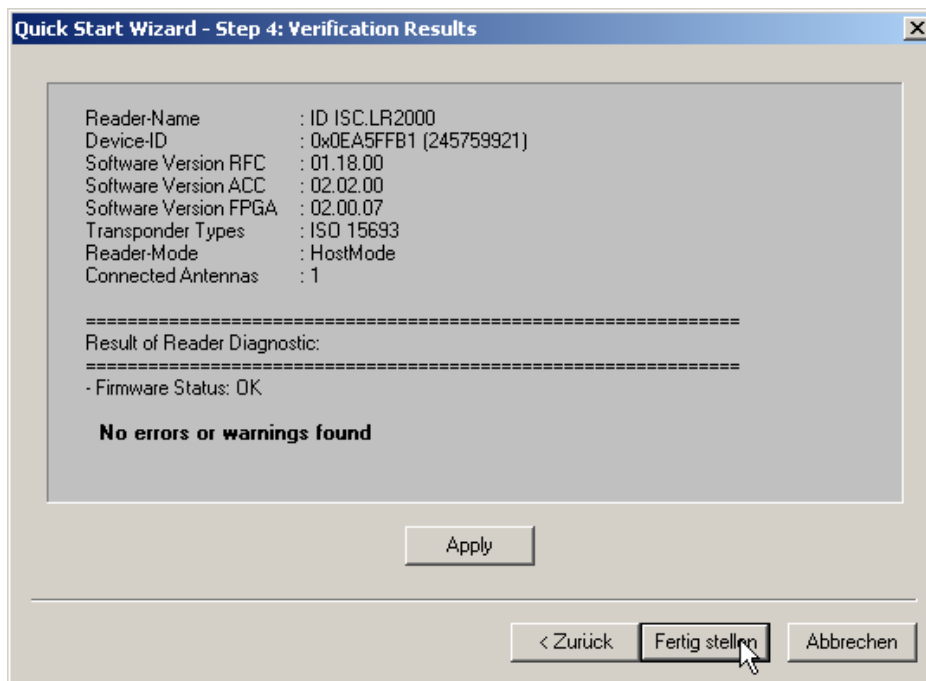 Quick Start Wizard - Step 4: Verification Results
Reader-Name : ID ISC.LR2000
Device-ID : 0x0EA5FFB1 (245759921)
Software Version RFC : 01.18.00
Software Version ACC : 02.02.00
Software Version FPGA : 02.00.07
Transponder Types : ISO 15693
Reader-Mode : HostMode
Connected Antennas : 1
===============================================================
Result of Reader Diagnostic:
===============================================================
- Firmware Status: OK
No errors or warnings found
Apply
< Zurück Fertig stellen Abbrechen